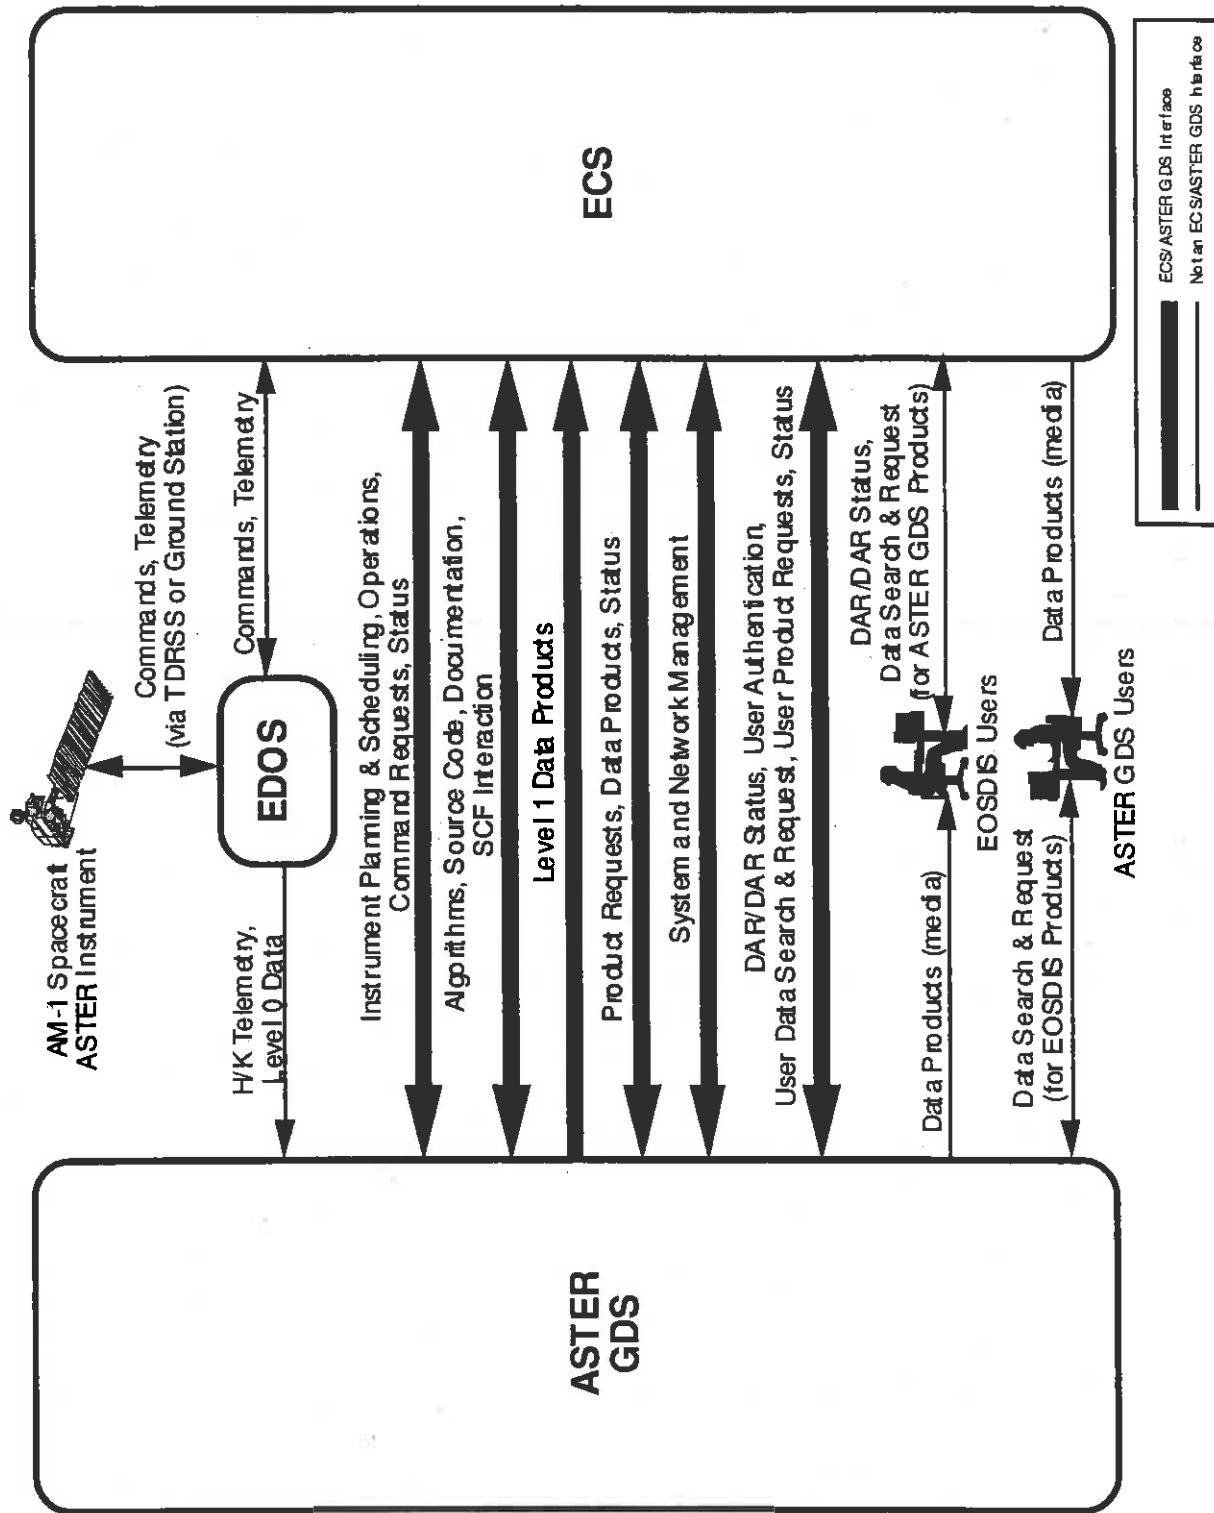 AM-1 Spacecraft
ASTER Instrument
Commands, Telemetry
(via TDRSS or Ground Station)
EDOS
H/K Telemetry,
Level 0 Data
Commands, Telemetry
Instrument Planning & Scheduling, Operations,
Command Requests, Status
Algorithms, Source Code, Documentation,
SCF Interaction
Level 1 Data Products
Product Requests, Data Products, Status
System and Network Management
DAR/DAR Status, User Authentication,
User Data Search & Request, User Product Requests, Status
ASTER
GDS
ECS
DAR/DAR Status,
Data Search & Request
(for ASTER GDS Products)
Data Products (media)
EOSDIS Users
Data Search & Request
(for EOSDIS Products)
Data Products (media)
ASTER GDS Users
ECS/ASTER GDS Interface
Not an ECS/ASTER GDS Interface